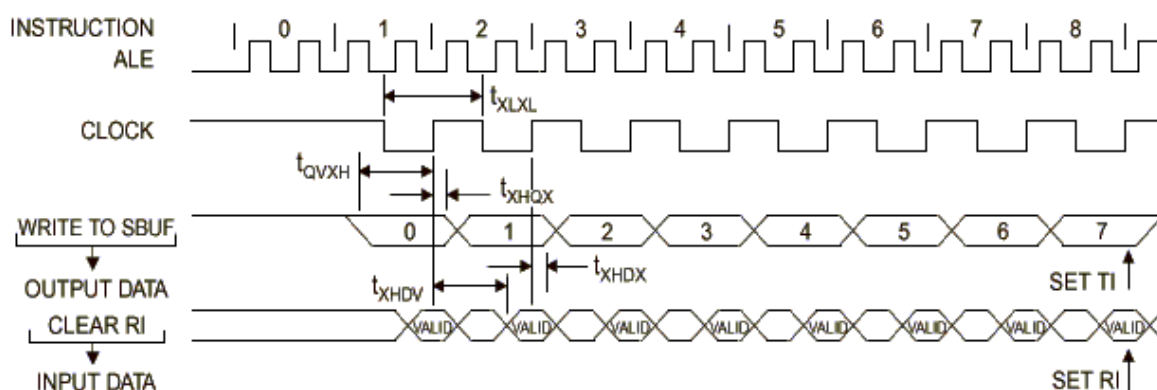 INSTRUCTION 0 1 2 3 4 5 6 7 8
ALE
tXLXL
CLOCK
tQVXH
tXHQX
WRITE TO SBUF 0 1 2 3 4 5 6 7
tXHDX
tXHDV
SET TI
OUTPUT DATA
CLEAR RI VALID VALID VALID VALID VALID VALID VALID VALID
INPUT DATA
SET RI